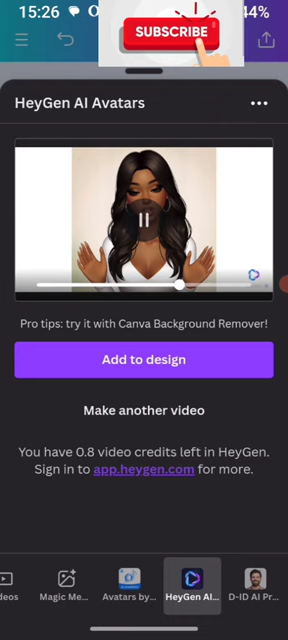 15:26
44%
SUBSCRIBE
HeyGen AI Avatars
Pro tips: try it with Canva Background Remover!
Add to design
Make another video
You have 0.8 video credits left in HeyGen.
Sign in to app.heygen.com for more.
deos
Magic Me...
Avatars by...
HeyGen AI...
D-ID AI Pr...